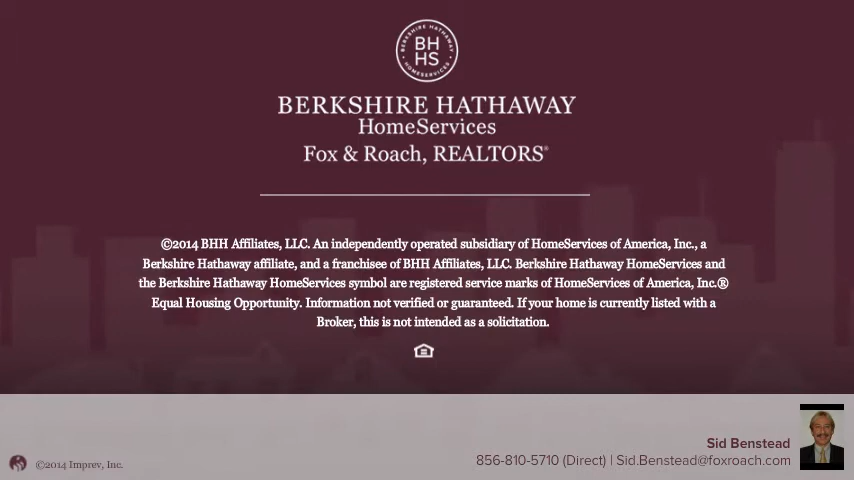 BERKSHIRE HATHAWAY
HOMESERVICES
BH
HS
BERKSHIRE HATHAWAY
HomeServices
Fox & Roach, REALTORS®
©2014 BHH Affiliates, LLC. An independently operated subsidiary of HomeServices of America, Inc., a
Berkshire Hathaway affiliate, and a franchisee of BHH Affiliates, LLC. Berkshire Hathaway HomeServices and
the Berkshire Hathaway HomeServices symbol are registered service marks of HomeServices of America, Inc.®
Equal Housing Opportunity. Information not verified or guaranteed. If your home is currently listed with a
Broker, this is not intended as a solicitation.
Sid Benstead
856-810-5710 (Direct) | Sid.Benstead@foxroach.com
©2014 Imprev, Inc.